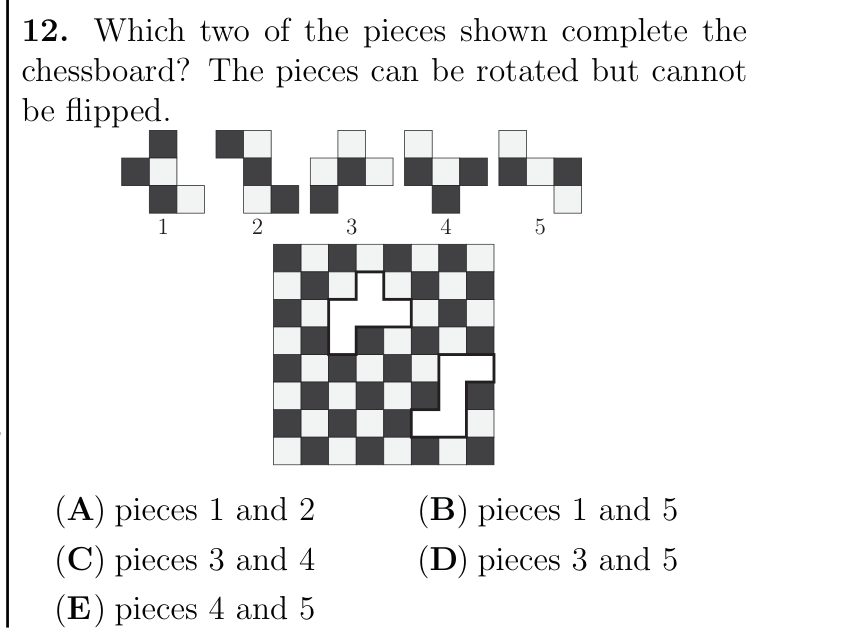 12. Which two of the pieces shown complete the
chessboard? The pieces can be rotated but cannot
be flipped.
1 2 3 4 5
(A) pieces 1 and 2 (B) pieces 1 and 5
(C) pieces 3 and 4 (D) pieces 3 and 5
(E) pieces 4 and 5